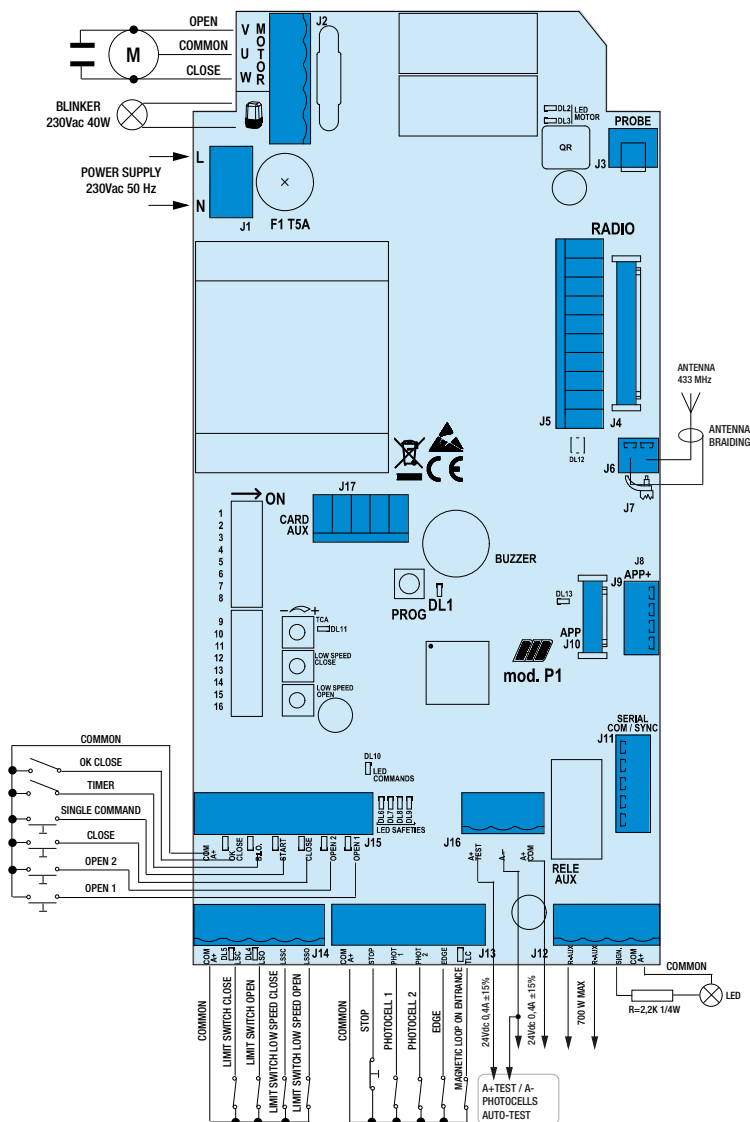 OPEN
COMMON
CLOSE
M
V
U
W
MOTOR
J2
BLINKER
230Vac 40W
L
POWER SUPPLY
230Vac 50 Hz
N
J1
F1 T5A
DL2
DL3
LED
MOTOR
QR
PROBE
J3
RADIO
J5
J4
DL12
ANTENNA
433 MHz
ANTENNA
BRAIDING
J6
J7
CE
J17
CARD
AUX
ON
1
2
3
4
5
6
7
8
9
10
11
12
13
14
15
16
BUZZER
PROG
DL1
- +
TCA
DL11
LOW SPEED
CLOSE
LOW SPEED
OPEN
mod. P1
DL13
J9
J8
APP+
APP
J10
SERIAL
COM / SYNC
J11
COMMON
OK CLOSE
TIMER
SINGLE COMMAND
CLOSE
OPEN 2
OPEN 1
DL10
LED
COMMANDS
DL6
DL7
DL8
DL9
LED SAFETIES
J15
COM
A+
OK
CLOSE
B.L.O.
START
CLOSE
OPEN 2
OPEN 1
J16
A+
TEST
A-
A+
COM
RELE
AUX
J14
COM
A+
DL5
LSC
DL4
LSO
LSSC
LSSO
J13
COM
A+
STOP
PHOT
1
PHOT
2
EDGE
TLC
J12
R-AUX
R-AUX
SIGN.
COM
A+
COMMON
LIMIT SWITCH CLOSE
LIMIT SWITCH OPEN
LIMIT SWITCH LOW SPEED CLOSE
LIMIT SWITCH LOW SPEED OPEN
COMMON
STOP
PHOTOCELL 1
PHOTOCELL 2
EDGE
MAGNETIC LOOP ON ENTRANCE
24Vdc 0,4A ±15%
24Vdc 0,4A ±15%
700 W MAX
COMMON
LED
R=2,2K 1/4W
A+TEST / A-
PHOTOCELLS
AUTO-TEST